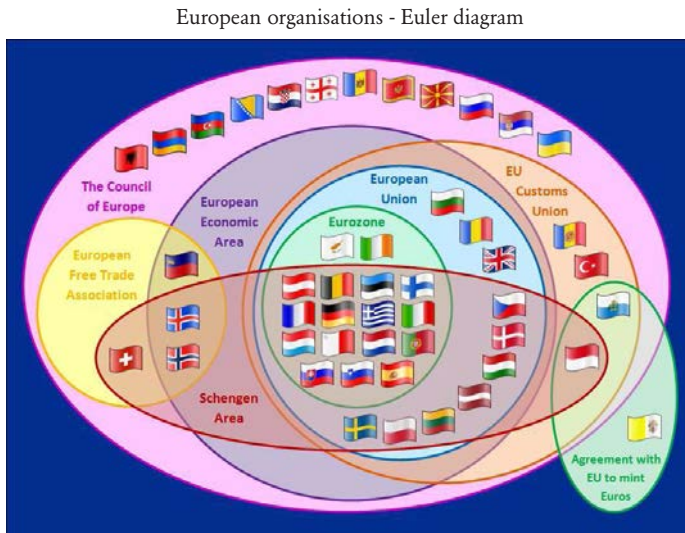 European organisations - Euler diagram
The Council
of Europe
European
Economic
Area
European
Union
EU
Customs
Union
Eurozone
European
Free Trade
Association
Schengen
Area
Agreement with
EU to mint
Euros